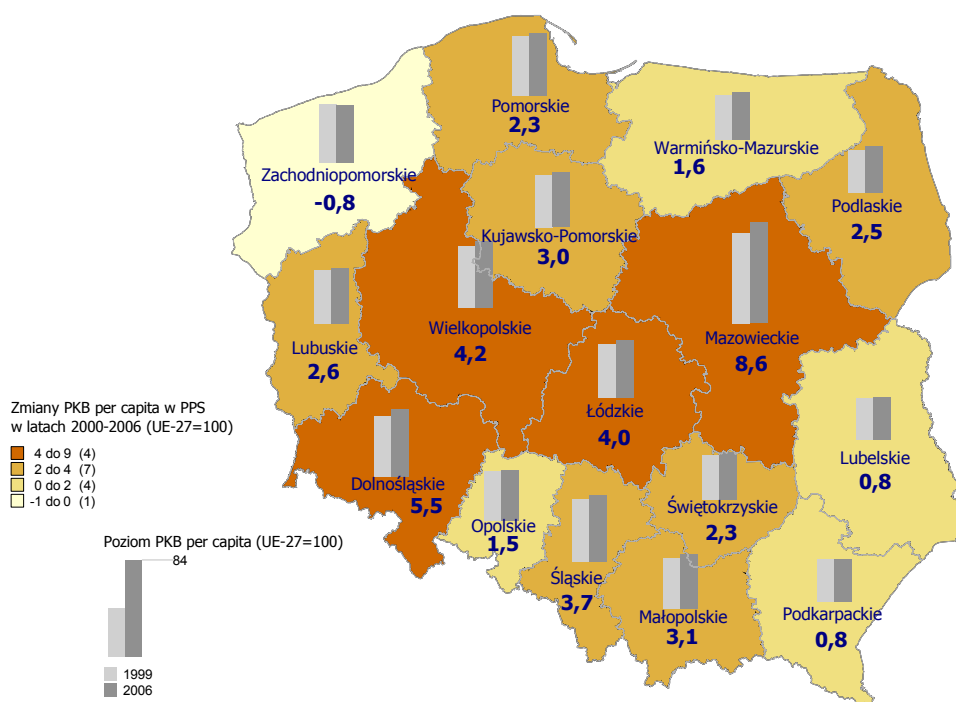 Pomorskie
2,3
Warmińsko-Mazurskie
1,6
Zachodniopomorskie
-0,8
Podlaskie
2,5
Kujawsko-Pomorskie
3,0
Wielkopolskie
4,2
Mazowieckie
8,6
Lubuskie
2,6
Łódzkie
4,0
Zmiany PKB per capita w PPS
w latach 2000-2006 (UE-27=100)
4 do 9 (4)
2 do 4 (7)
0 do 2 (4)
-1 do 0 (1)
Dolnośląskie
5,5
Lubelskie
0,8
Opolskie
1,5
Świętokrzyskie
2,3
Śląskie
3,7
Małopolskie
3,1
Podkarpackie
0,8
Poziom PKB per capita (UE-27=100)
84
1999
2006